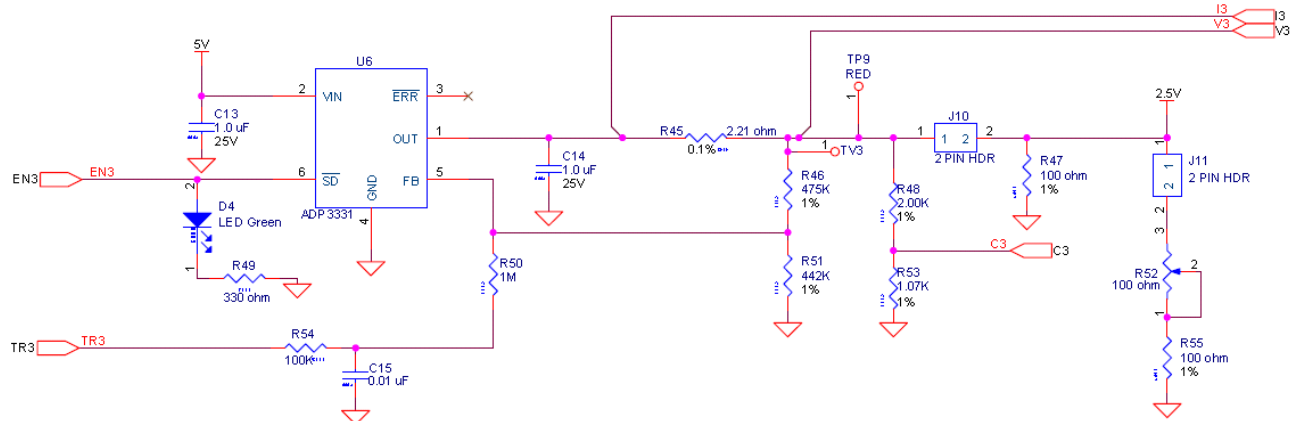 I3
I3
V3
V3
5V
U6
TP9
RED
1
2.5V
2
VIN
ERR
3
C13
1.0 uF
25V
OUT
1
R45
2.21 ohm
0.1%
1
TV3
J10
1
1 2
2
2 PIN HDR
C14
1.0 uF
25V
R47
100 ohm
1%
1
J11
1
2
2 PIN HDR
2
EN3
EN3
2
6
SD
GND
FB
5
ADP3331
4
R46
475K
1%
R48
2.00K
1%
D4
LED Green
1
R49
330 ohm
R50
1M
R51
442K
1%
C3
C3
R53
1.07K
1%
3
R52
100 ohm
2
1
TR3
TR3
R54
100K
C15
0.01 uF
R55
100 ohm
1%